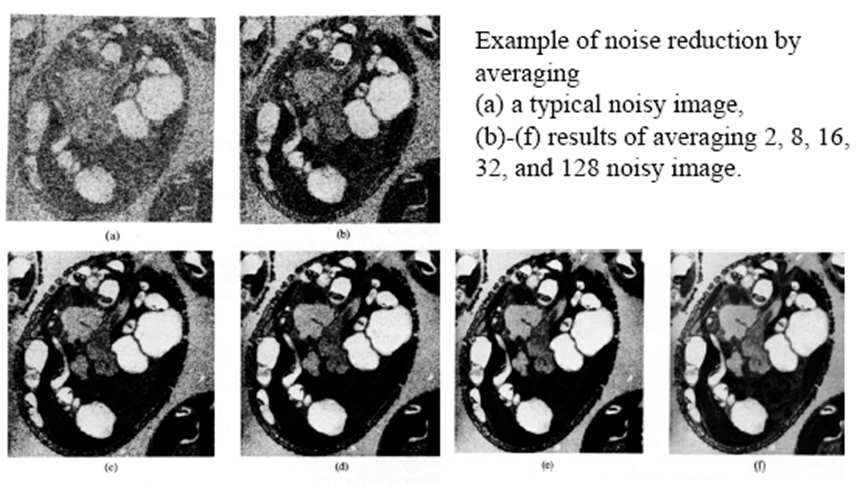 Example of noise reduction by
averaging
(a) a typical noisy image,
(b)-(f) results of averaging 2, 8, 16,
32, and 128 noisy image.
(a)
(b)
(c)
(d)
(e)
(f)